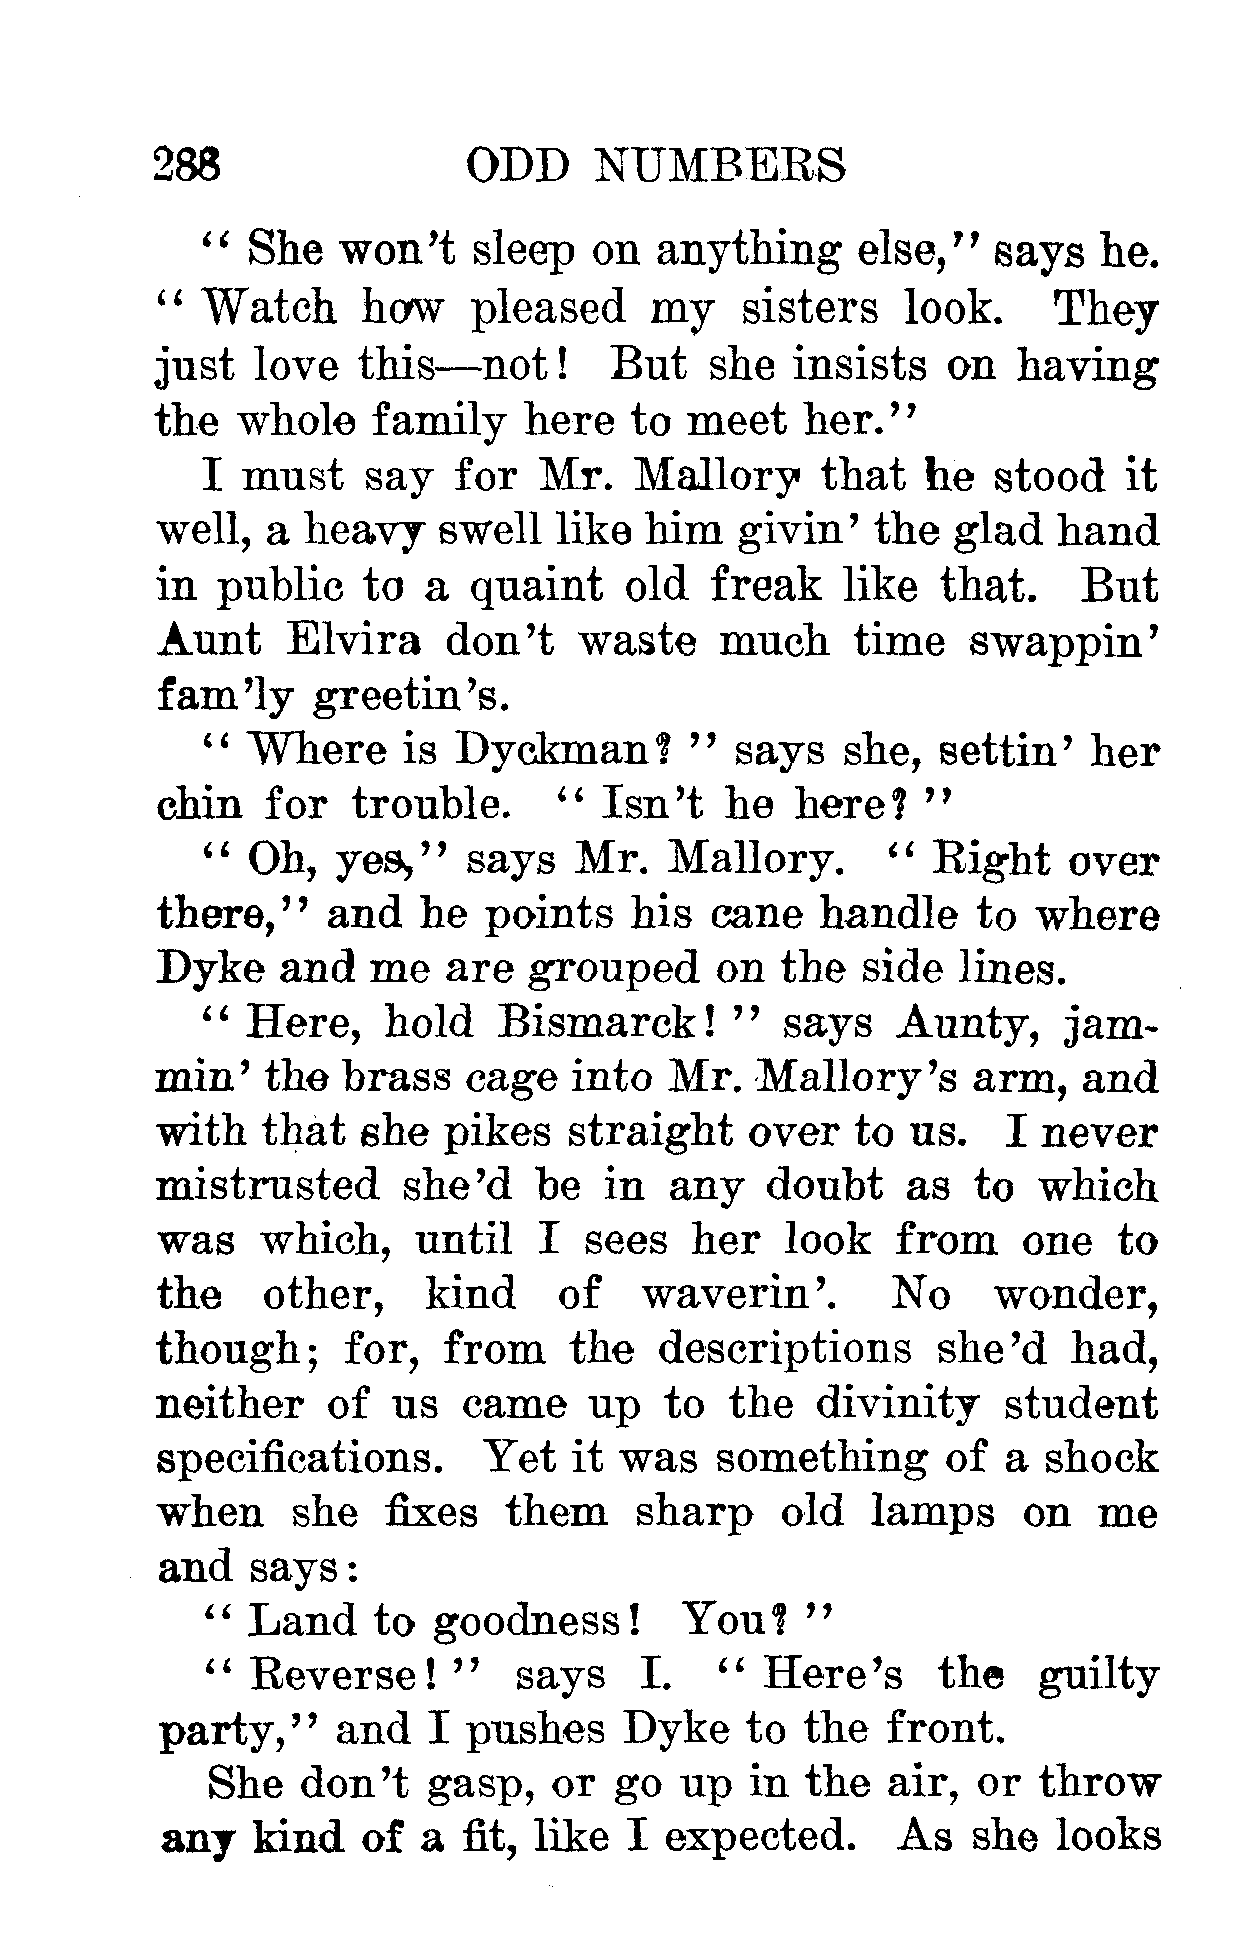 288 ODD NUMBERS
“ She won’t sleep on anything else,” says he.
“ Watch how pleased my sisters look. They
just love this—not! But she insists on having
the whole family here to meet her.”
I must say for Mr. Mallory that he stood it
well, a heavy swell like him givin’ the glad hand
in public to a quaint old freak like that. But
Aunt Elvira don’t waste much time swappin’
fam’ly greetin’s.
“ Where is Dyckman? ” says she, settin’ her
chin for trouble. “ Isn’t he here? ”
“ Oh, yes,” says Mr. Mallory. “ Right over
there,” and he points his cane handle to where
Dyke and me are grouped on the side lines.
“ Here, hold Bismarck! ” says Aunty, jam-
min’ the brass cage into Mr. Mallory’s arm, and
with that she pikes straight over to us. I never
mistrusted she’d be in any doubt as to which
was which, until I sees her look from one to
the other, kind of waverin’. No wonder,
though; for, from the descriptions she’d had,
neither of us came up to the divinity student
specifications. Yet it was something of a shock
when she fixes them sharp old lamps on me
and says:
“ Land to goodness! You? ”
“ Reverse! ” says I. “ Here’s the guilty
party,” and I pushes Dyke to the front.
She don’t gasp, or go up in the air, or throw
any kind of a fit, like I expected. As she looks